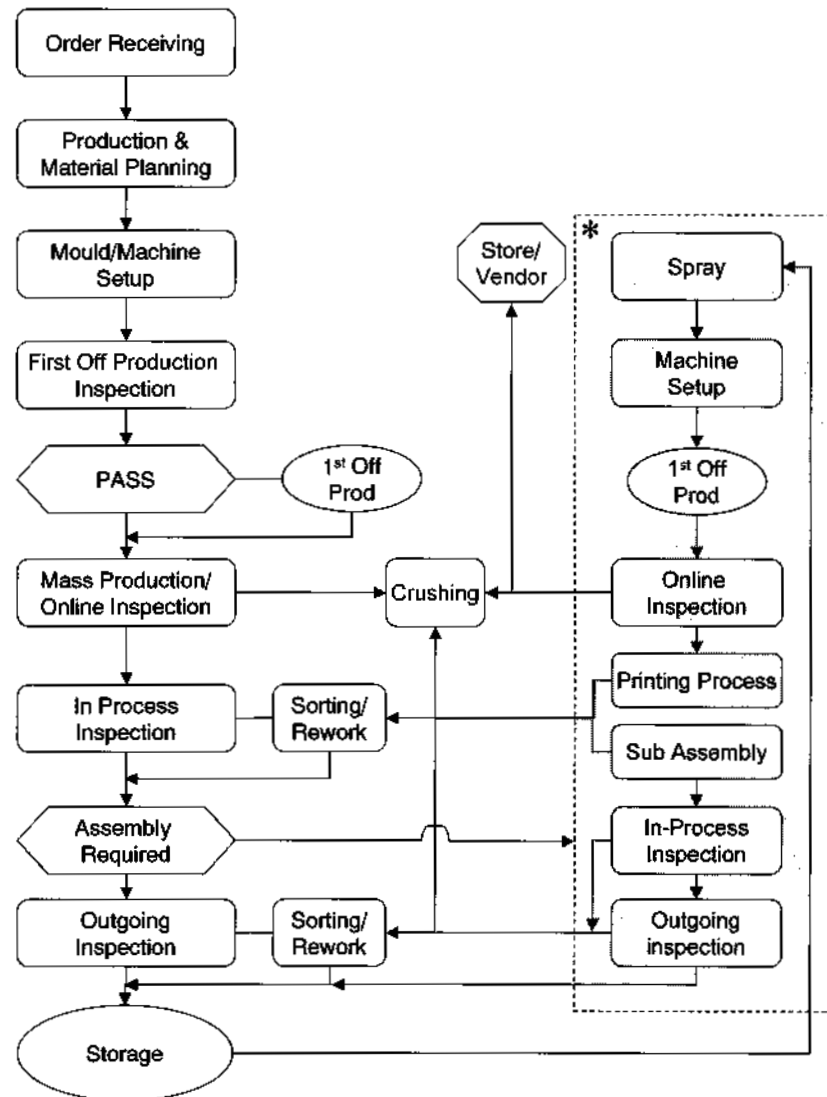 Order Receiving
Production &
Material Planning
Mould/Machine
Setup
First Off Production
Inspection
PASS
1st Off
Prod
Mass Production/
Online Inspection
Crushing
In Process
Inspection
Sorting/
Rework
Assembly
Required
Outgoing
Inspection
Sorting/
Rework
Storage
Store/
Vendor
*
Spray
Machine
Setup
1st Off
Prod
Online
Inspection
Printing Process
Sub Assembly
In-Process
Inspection
Outgoing
inspection